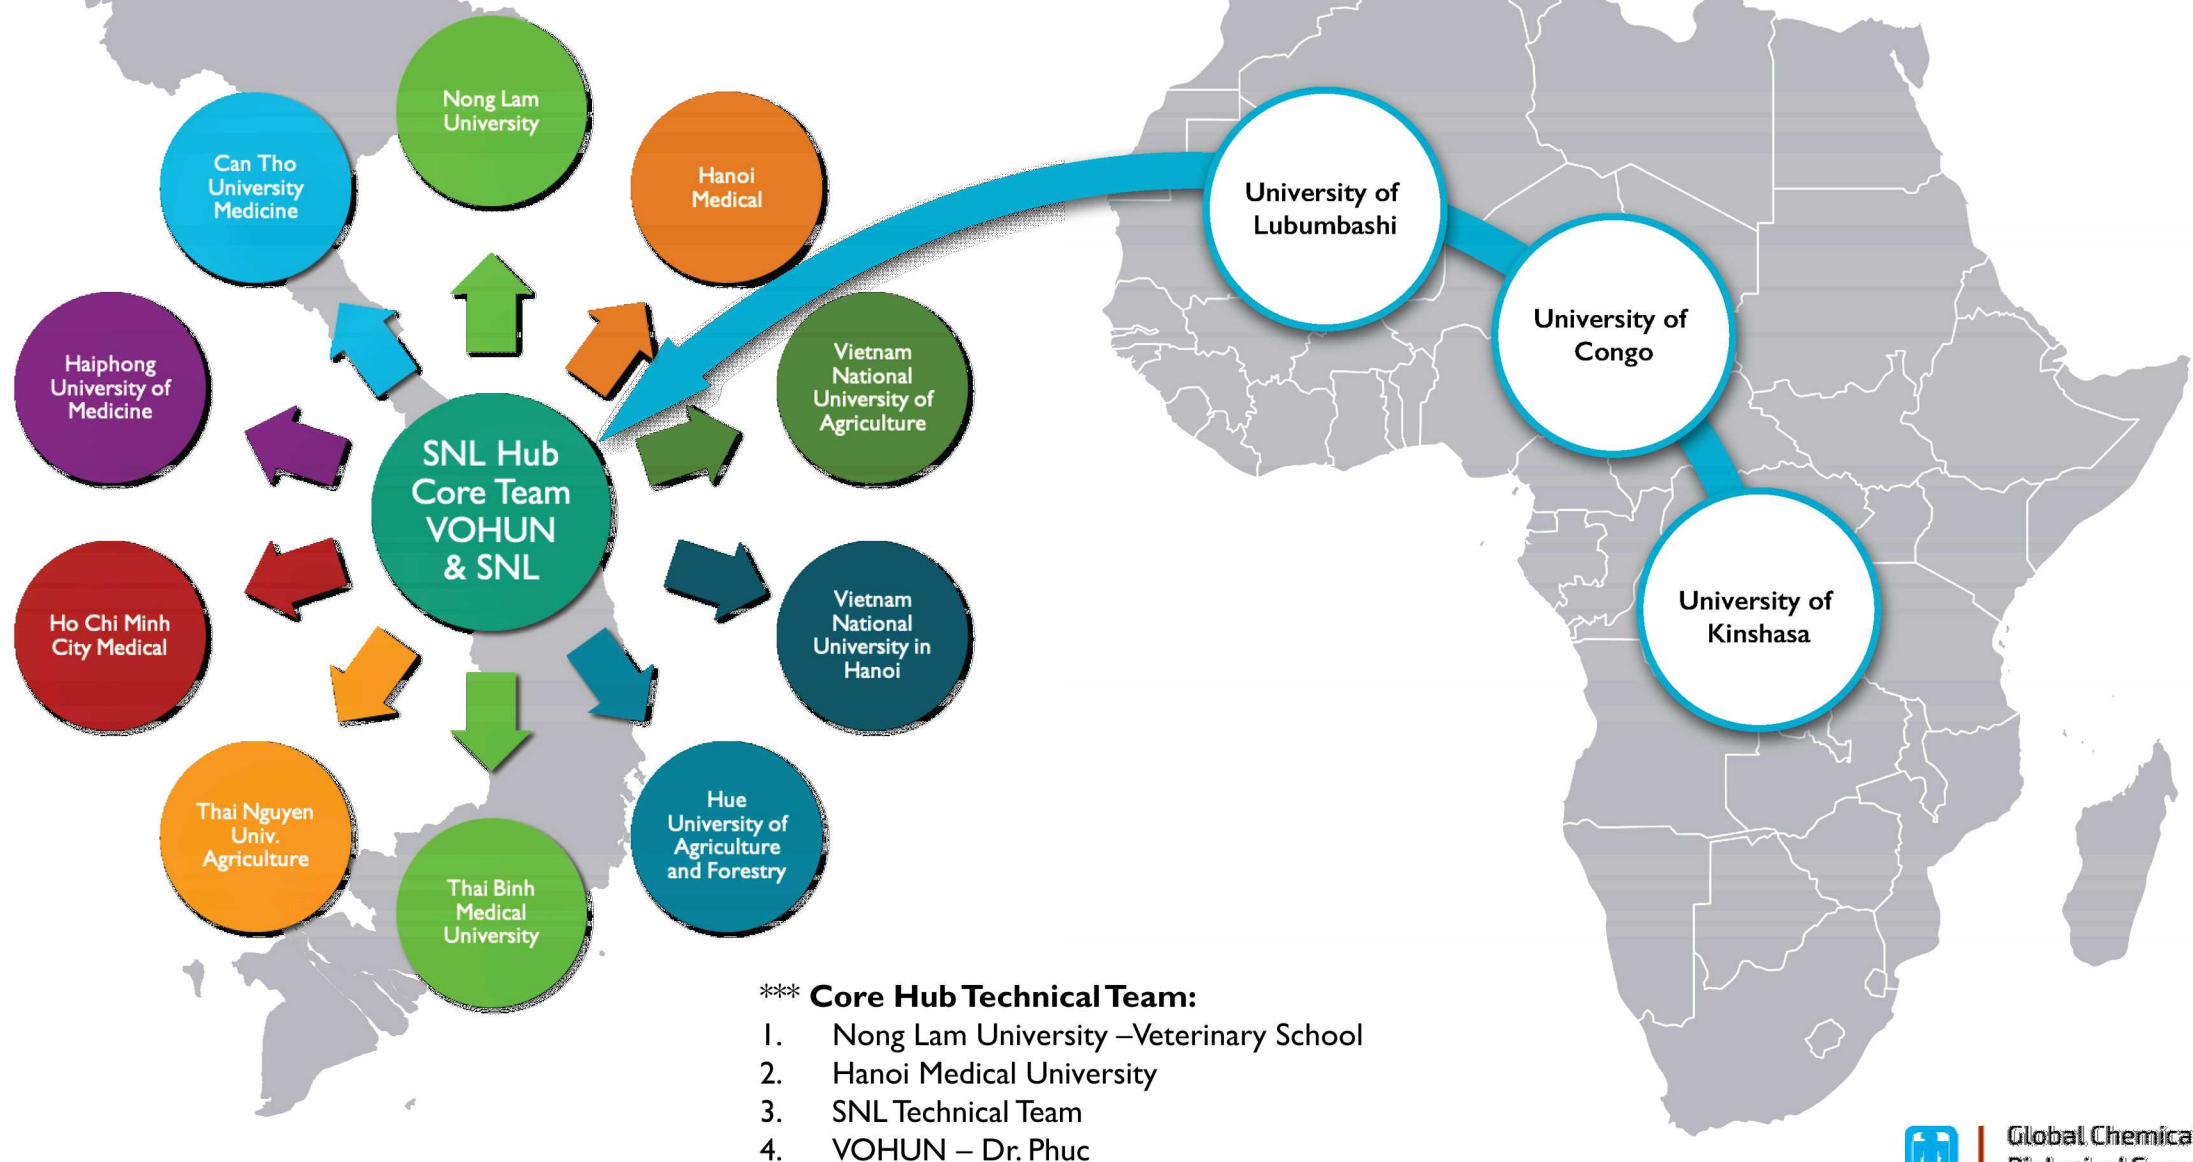 Nong Lam
University
Can Tho
University
Medicine
Hanoi
Medical
Haiphong
University of
Medicine
Vietnam
National
University of
Agriculture
SNL Hub
Core Team
VOHUN
& SNL
Ho Chi Minh
City Medical
Vietnam
National
University in
Hanoi
Thai Nguyen
Univ.
Agriculture
Thai Binh
Medical
University
Hue
University of
Agriculture
and Forestry
University of
Lubumbashi
University of
Congo
University of
Kinshasa
*** Core Hub Technical Team:
1. Nong Lam University –Veterinary School
2. Hanoi Medical University
3. SNL Technical Team
4. VOHUN – Dr. Phuc
Global Chemica